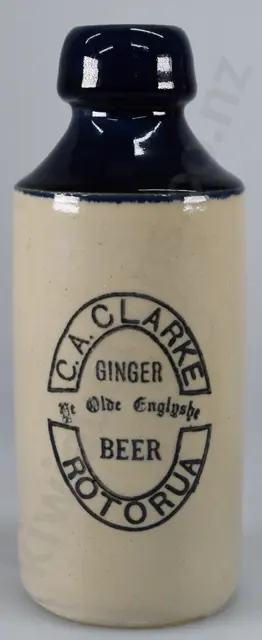 C.A. CLARKE
GINGER
Ye Olde Englyshe
BEER
ROTORUA